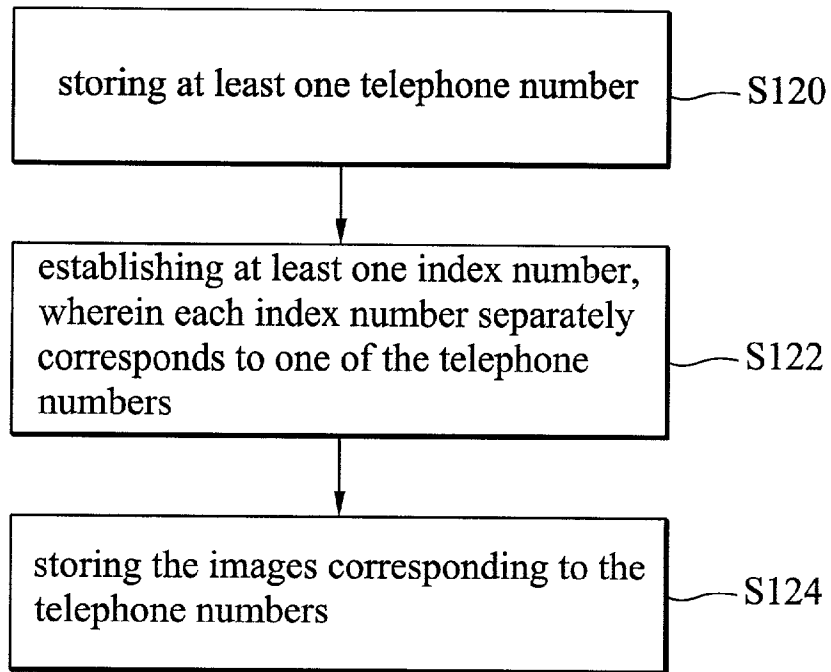 storing at least one telephone number
S120
establishing at least one index number,
wherein each index number separately
corresponds to one of the telephone
numbers
S122
storing the images corresponding to the
telephone numbers
S124